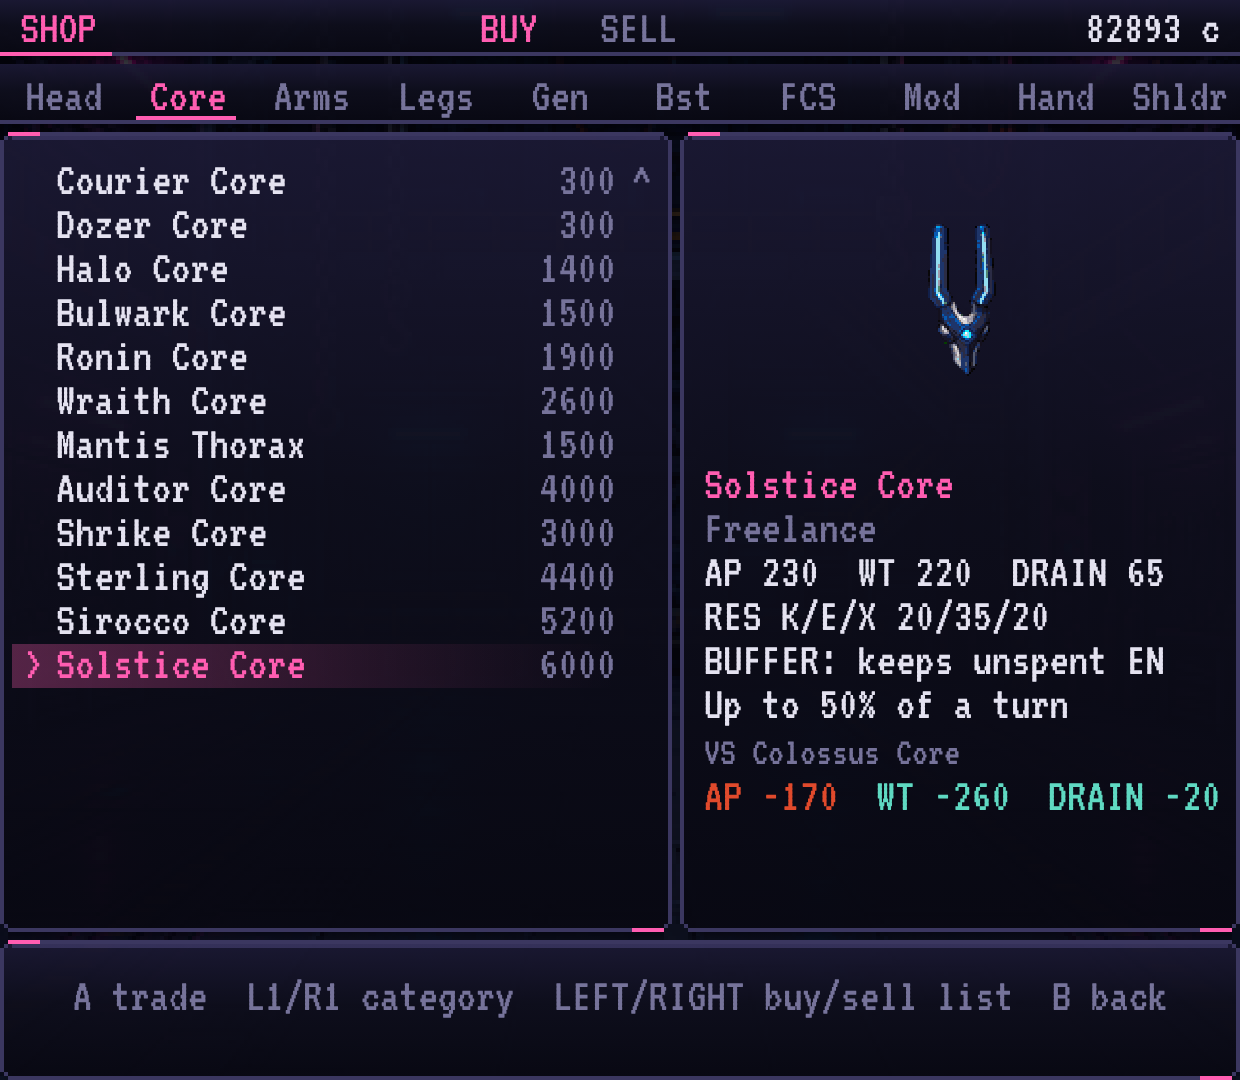 SHOP BUY SELL 82893 c
Head Core Arms Legs Gen Bst FCS Mod Hand Shldr
Courier Core 300 ^
Dozer Core 300
Halo Core 1400
Bulwark Core 1500
Ronin Core 1900
Wraith Core 2600
Mantis Thorax 1500
Auditor Core 4000
Shrike Core 3000
Sterling Core 4400
Sirocco Core 5200
> Solstice Core 6000
Solstice Core
Freelance
AP 230 WT 220 DRAIN 65
RES K/E/X 20/35/20
BUFFER: keeps unspent EN
Up to 50% of a turn
VS Colossus Core
AP -170 WT -260 DRAIN -20
A trade L1/R1 category LEFT/RIGHT buy/sell list B back